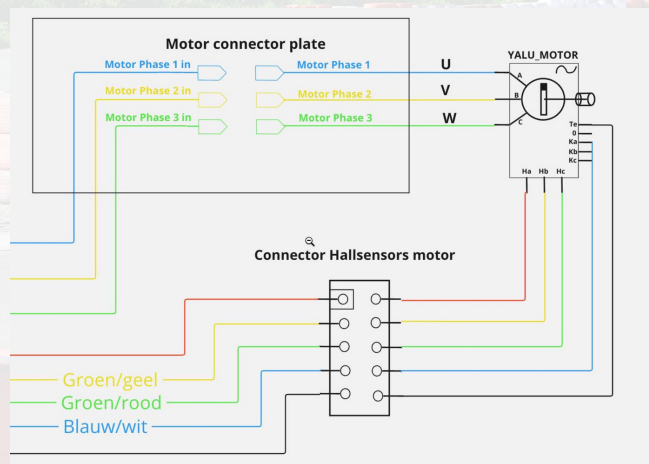 Motor connector plate
Motor Phase 1 in
Motor Phase 1
U
Motor Phase 2 in
Motor Phase 2
V
Motor Phase 3 in
Motor Phase 3
W
YALU_MOTOR
A
B
C
Te
0
Ka
Kb
Kc
Ha Hb Hc
Connector Hallsensors motor
Groen/geel
Groen/rood
Blauw/wit